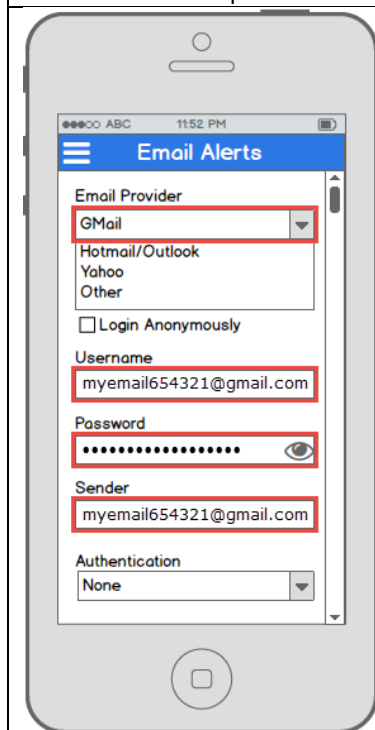 ABC 11:52 PM
Email Alerts
Email Provider
GMail
Hotmail/Outlook
Yahoo
Other
Login Anonymously
Username
myemail654321@gmail.com
Password
••••••••••••••••••
Sender
myemail654321@gmail.com
Authentication
None